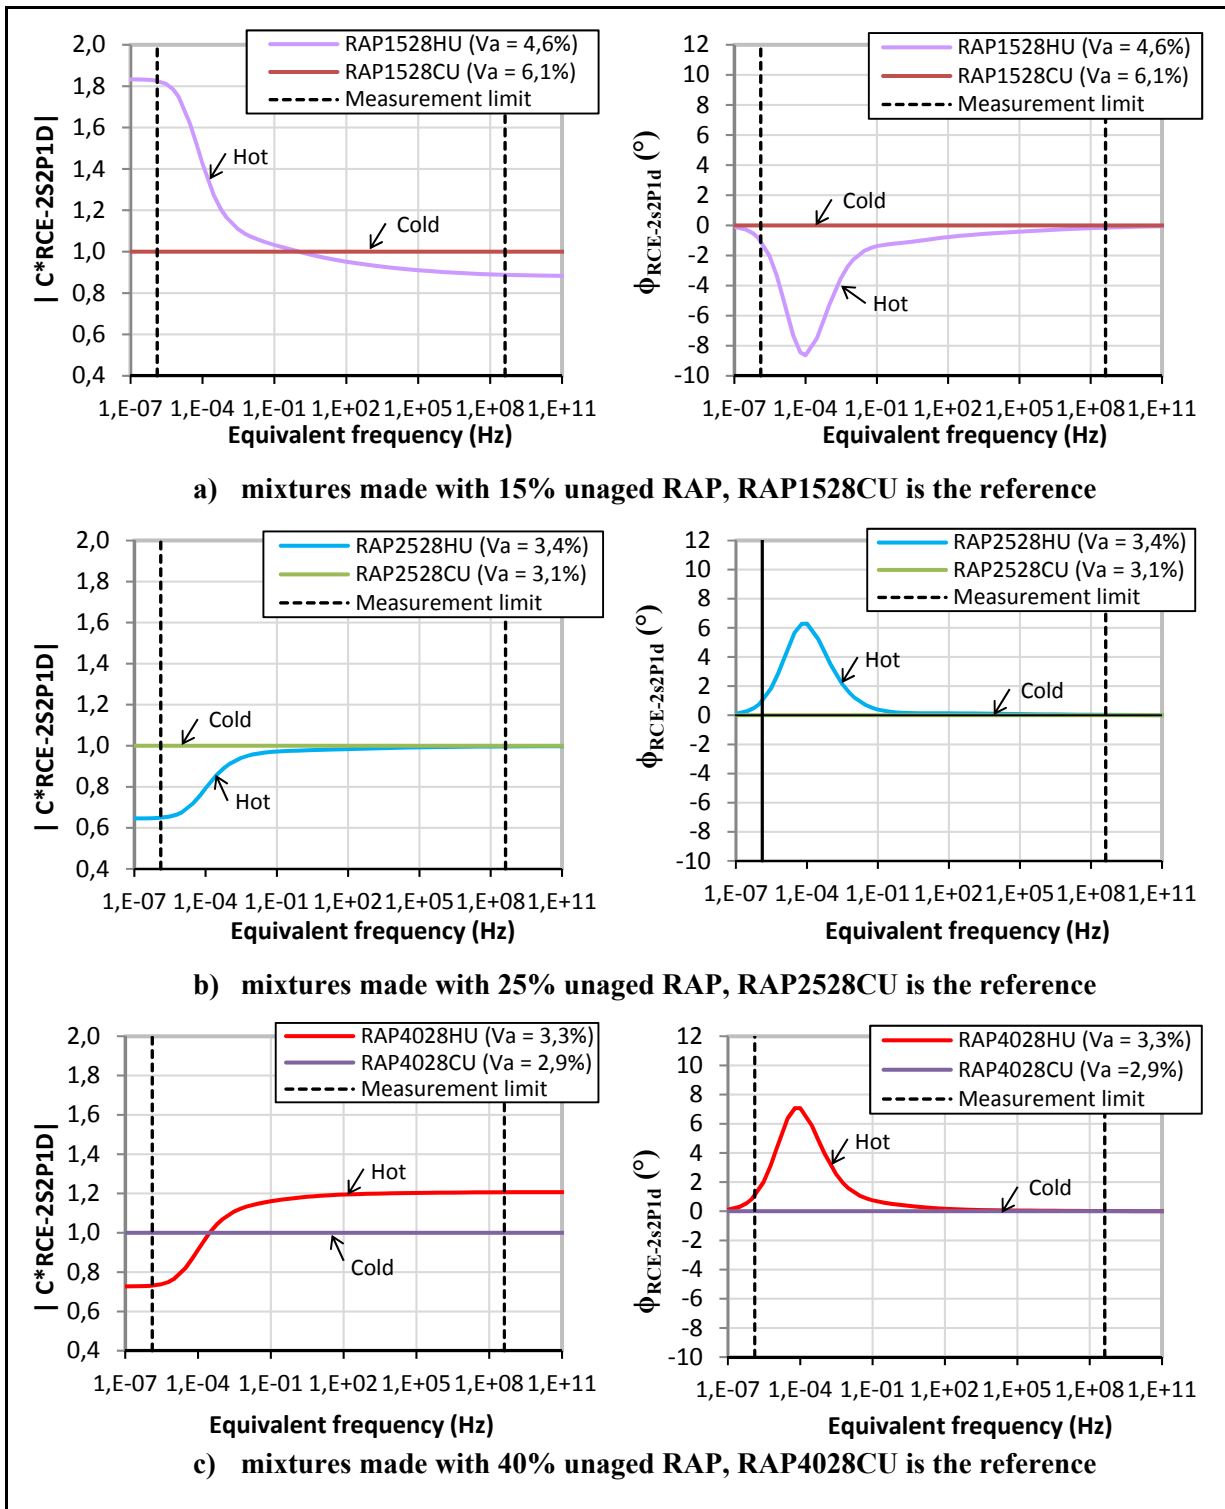 2,0
1,8
1,6
1,4
1,2
1,0
0,8
0,6
0,4
| C*RCE-2S2P1D|
RAP1528HU (Va = 4,6%)
RAP1528CU (Va = 6,1%)
Measurement limit
Hot
Cold
1,E-07 1,E-04 1,E-01 1,E+02 1,E+05 1,E+08 1,E+11
Equivalent frequency (Hz)
12
10
8
6
4
2
0
-2
-4
-6
-8
-10
ϕRCE-2s2P1d (°)
RAP1528HU (Va = 4,6%)
RAP1528CU (Va = 6,1%)
Measurement limit
Cold
Hot
1,E-07 1,E-04 1,E-01 1,E+02 1,E+05 1,E+08 1,E+11
Equivalent frequency (Hz)
a) mixtures made with 15% unaged RAP, RAP1528CU is the reference
2,0
1,8
1,6
1,4
1,2
1,0
0,8
0,6
0,4
| C*RCE-2S2P1D|
RAP2528HU (Va = 3,4%)
RAP2528CU (Va = 3,1%)
Measurement limit
Cold
Hot
1,E-07 1,E-04 1,E-01 1,E+02 1,E+05 1,E+08 1,E+11
Equivalent frequency (Hz)
12
10
8
6
4
2
0
-2
-4
-6
-8
-10
ϕRCE-2s2P1d (°)
RAP2528HU (Va = 3,4%)
RAP2528CU (Va = 3,1%)
Measurement limit
Hot
Cold
1,E-07 1,E-04 1,E-01 1,E+02 1,E+05 1,E+08 1,E+11
Equivalent frequency (Hz)
b) mixtures made with 25% unaged RAP, RAP2528CU is the reference
2,0
1,8
1,6
1,4
1,2
1,0
0,8
0,6
0,4
| C*RCE-2S2P1D|
RAP4028HU (Va = 3,3%)
RAP4028CU (Va = 2,9%)
Measurement limit
Hot
Cold
1,E-07 1,E-04 1,E-01 1,E+02 1,E+05 1,E+08 1,E+11
Equivalent frequency (Hz)
12
10
8
6
4
2
0
-2
-4
-6
-8
-10
ϕRCE-2s2P1d (°)
RAP4028HU (Va = 3,3%)
RAP4028CU (Va =2,9%)
Measurement limit
Hot
Cold
1,E-07 1,E-04 1,E-01 1,E+02 1,E+05 1,E+08 1,E+11
Equivalent frequency (Hz)
c) mixtures made with 40% unaged RAP, RAP4028CU is the reference